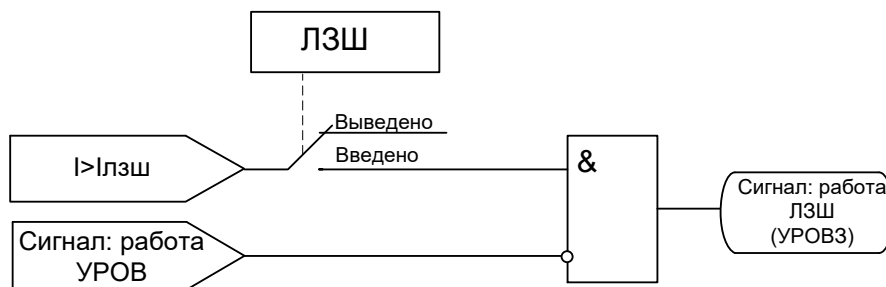 ЛЗШ
Выведено
I>Iлзш
Введено
&
Сигнал: работа
УРОВ
Сигнал: работа
ЛЗШ
(УРОВЗ)